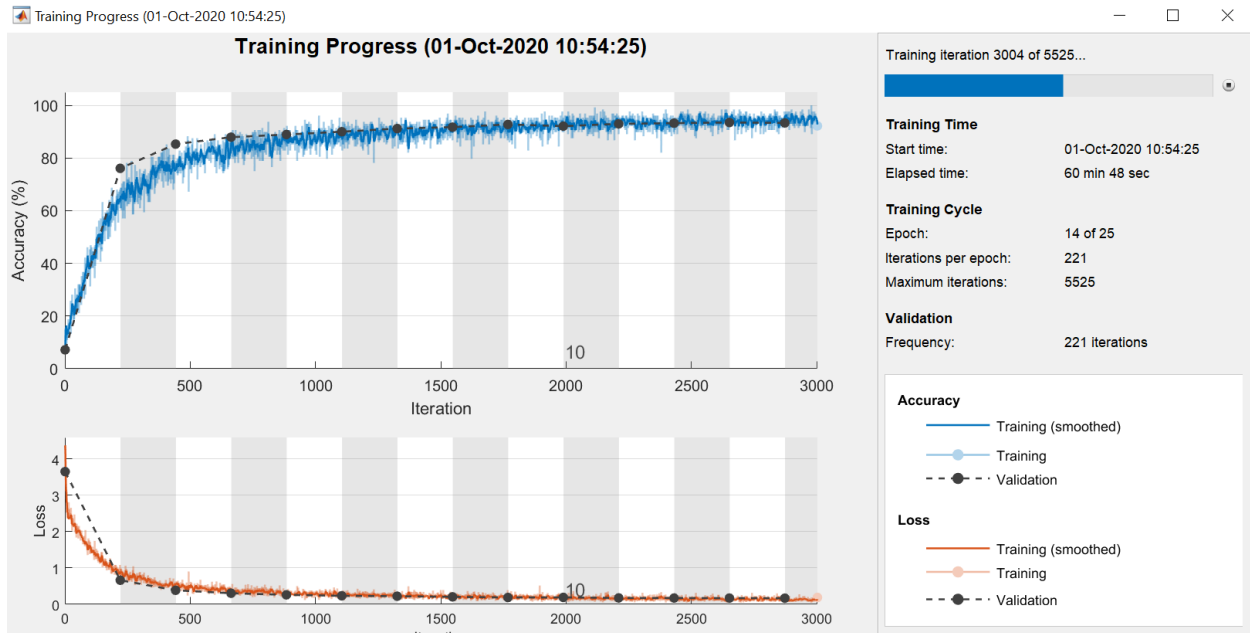 Training Progress (01-Oct-2020 10:54:25)
Training Progress (01-Oct-2020 10:54:25)
Accuracy (%)
100
80
60
40
20
0
10
0 500 1000 1500 2000 2500 3000
Iteration
Loss
4
3
2
1
0
10
0 500 1000 1500 2000 2500 3000
Training iteration 3004 of 5525...
Training Time
Start time: 01-Oct-2020 10:54:25
Elapsed time: 60 min 48 sec
Training Cycle
Epoch: 14 of 25
Iterations per epoch: 221
Maximum iterations: 5525
Validation
Frequency: 221 iterations
Accuracy
Training (smoothed)
Training
Validation
Loss
Training (smoothed)
Training
Validation